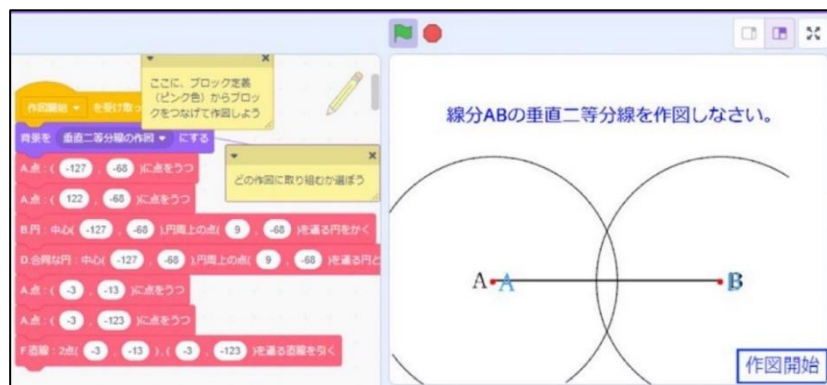 ここに、ブロック定義
(ピンク色)からブロッ
クをつなげて作図しよう
作図開始 を受け取っ
背景を 垂直二等分線の作図 にする
どの作図に取り組むか選ぼう
A.点:( -127 , -68 )に点をうつ
A.点:( 122 , -68 )に点をうつ
B.円:中心( -127 , -68 ),円周上の点( 9 , -68 )を通る円をかく
D.合同な円:中心( -127 , -68 ),円周上の点( 9 , -68 )を通る円と
A.点:( -3 , -13 )に点をうつ
A.点:( -3 , -123 )に点をうつ
F.直線:2点( -3 , -13 ),( -3 , -123 )を通る直線を引く
線分ABの垂直二等分線を作図しなさい。
A A B
作図開始